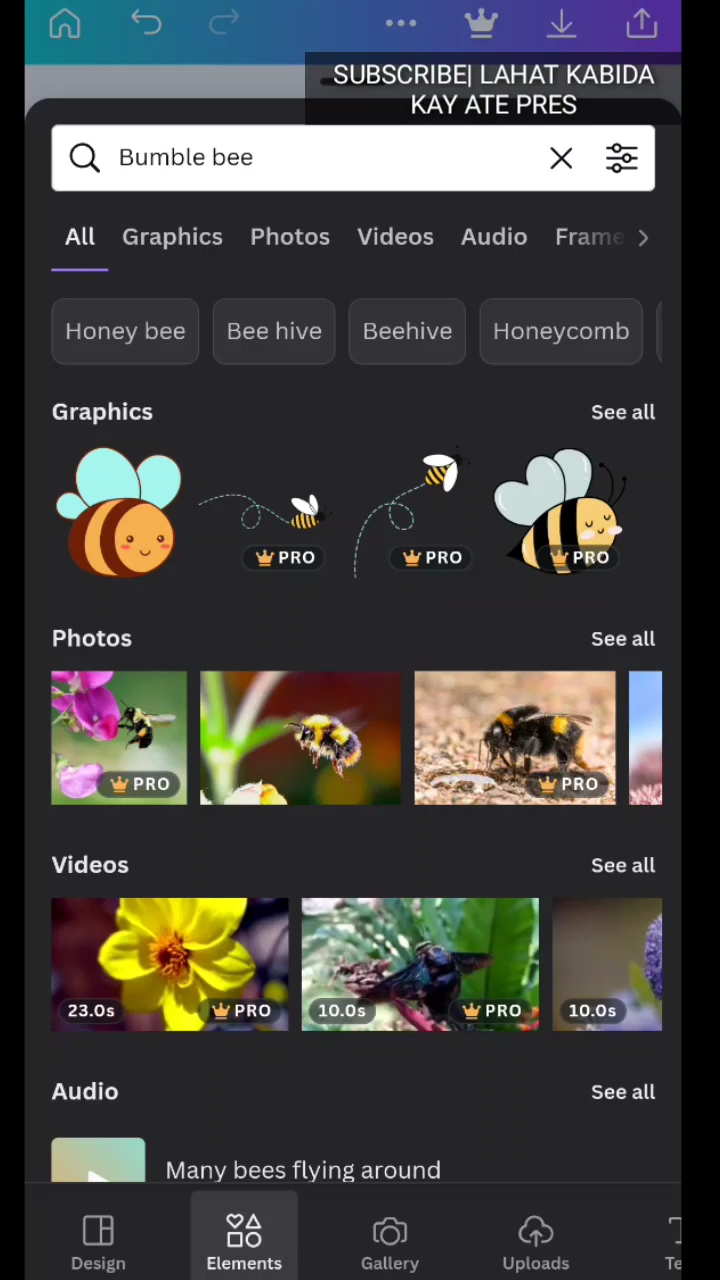 SUBSCRIBE| LAHAT KABIDA
KAY ATE PRES
Bumble bee
All Graphics Photos Videos Audio Frame
Honey bee Bee hive Beehive Honeycomb
Graphics See all
PRO PRO PRO
Photos See all
PRO PRO
Videos See all
23.0s PRO 10.0s PRO 10.0s
Audio See all
Many bees flying around
Design Elements Gallery Uploads Te